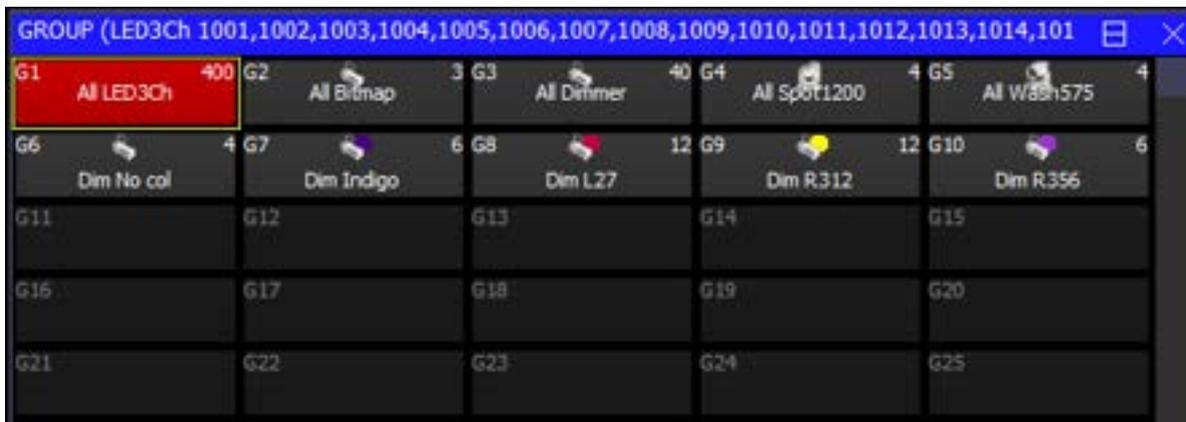 GROUP (LED3Ch 1001,1002,1003,1004,1005,1006,1007,1008,1009,1010,1011,1012,1013,1014,101
G1 400 G2 3 G3 40 G4 4 G5 4
All LED3Ch All Bitmap All Dimmer All Spot1200 All Wash575
G6 4 G7 6 G8 12 G9 12 G10 6
Dim No col Dim Indigo Dim L27 Dim R312 Dim R356
G11 G12 G13 G14 G15
G16 G17 G18 G19 G20
G21 G22 G23 G24 G25